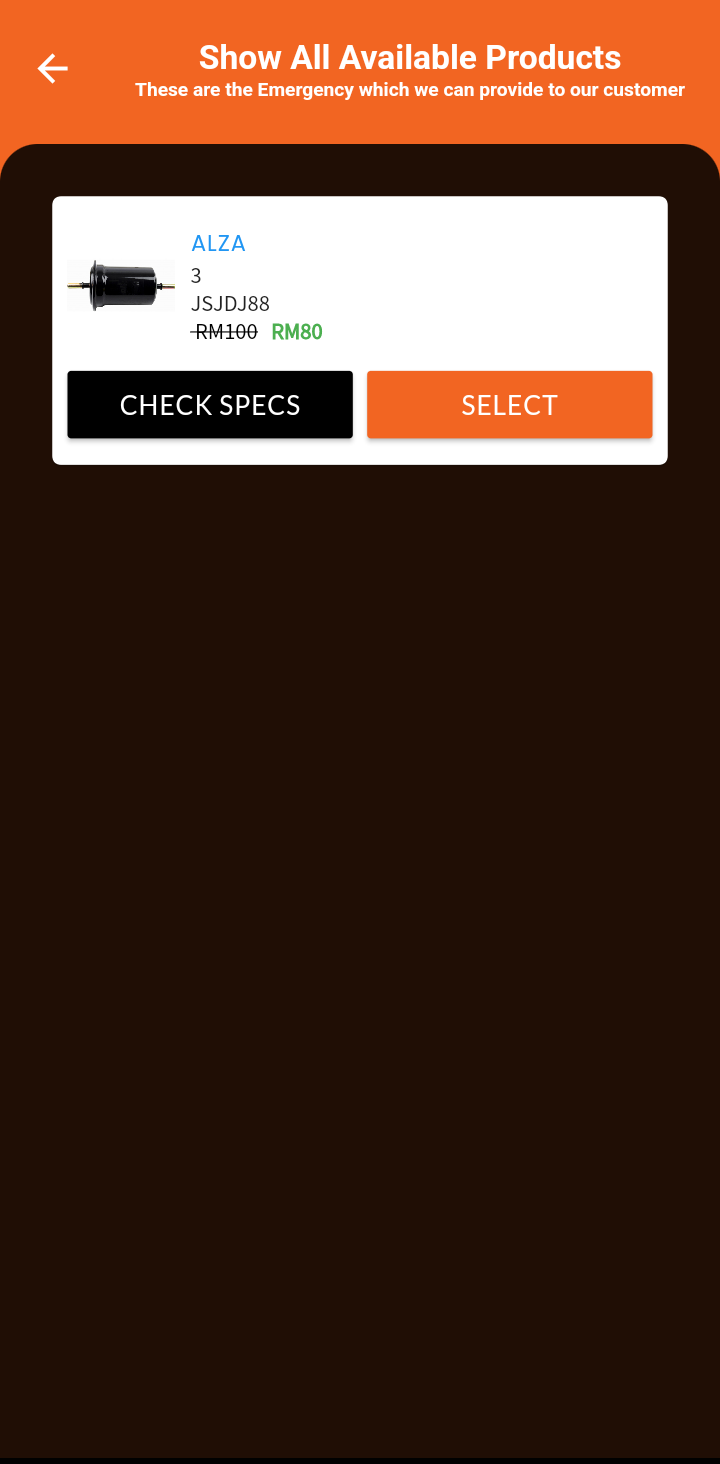 Show All Available Products
These are the Emergency which we can provide to our customer
ALZA
3
JSJDJ88
RM100 RM80
CHECK SPECS
SELECT